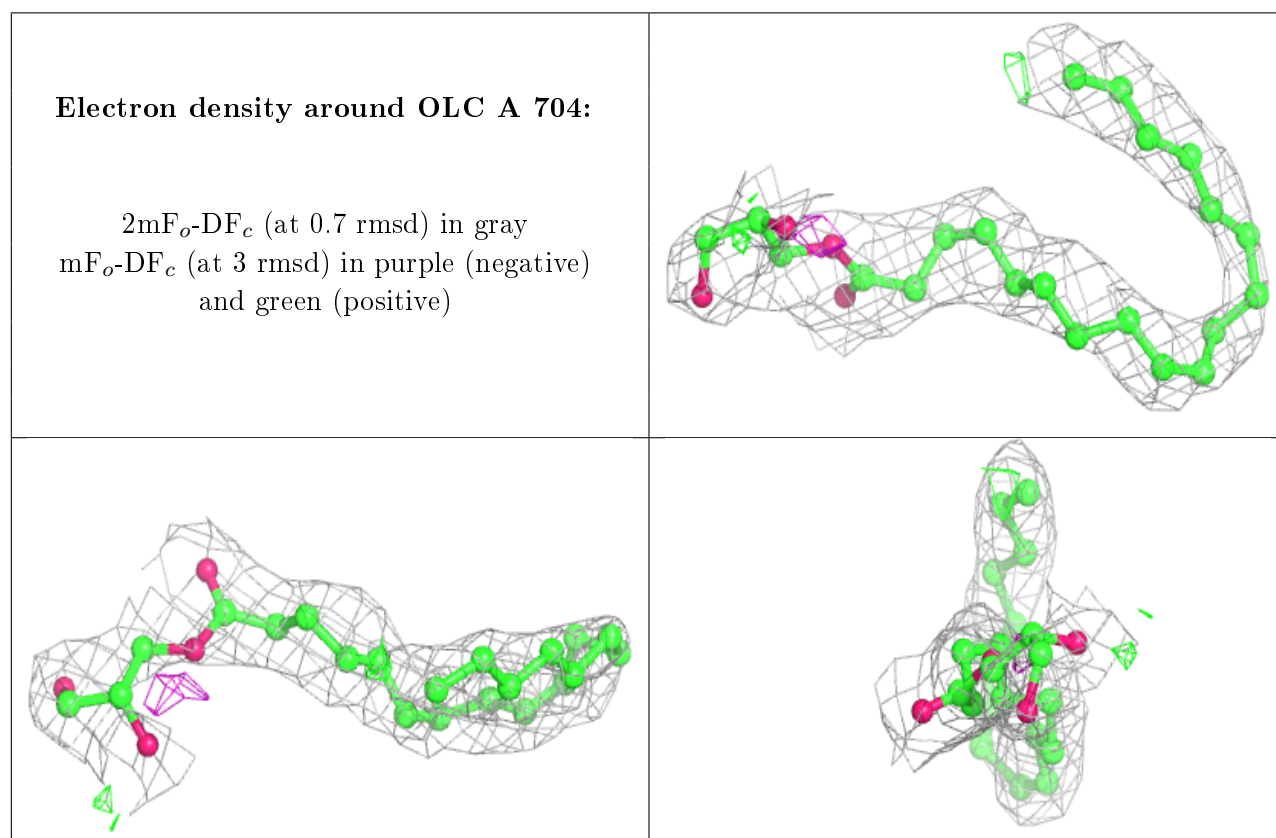 Electron density around OLC A 704:
2mFo-DFc (at 0.7 rmsd) in gray
mFo-DFc (at 3 rmsd) in purple (negative)
and green (positive)